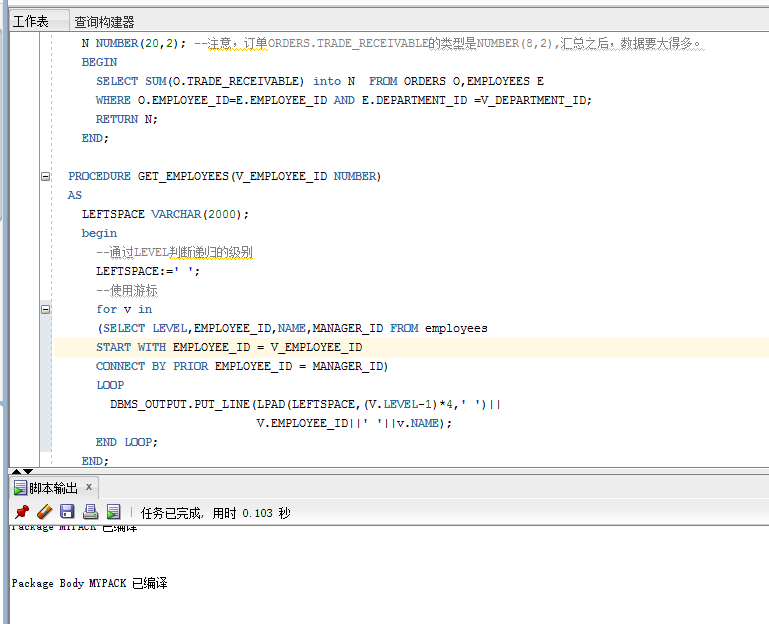 工作表 查询构建器
N NUMBER(20,2); --注意，订单ORDERS.TRADE_RECEIVABLE的类型是NUMBER(8,2),汇总之后，数据要大得多。
BEGIN
SELECT SUM(O.TRADE_RECEIVABLE) into N  FROM ORDERS O,EMPLOYEES E
WHERE O.EMPLOYEE_ID=E.EMPLOYEE_ID AND E.DEPARTMENT_ID =V_DEPARTMENT_ID;
RETURN N;
END;
PROCEDURE GET_EMPLOYEES(V_EMPLOYEE_ID NUMBER)
AS
LEFTSPACE VARCHAR(2000);
begin
--通过LEVEL判断递归的级别
LEFTSPACE:=' ';
--使用游标
for v in
(SELECT LEVEL,EMPLOYEE_ID,NAME,MANAGER_ID FROM employees
START WITH EMPLOYEE_ID = V_EMPLOYEE_ID
CONNECT BY PRIOR EMPLOYEE_ID = MANAGER_ID)
LOOP
DBMS_OUTPUT.PUT_LINE(LPAD(LEFTSPACE,(V.LEVEL-1)*4,' ')||
V.EMPLOYEE_ID||' '||v.NAME);
END LOOP;
END;
脚本输出 x
任务已完成, 用时 0.103 秒
Package MYPACK 已编译
Package Body MYPACK 已编译